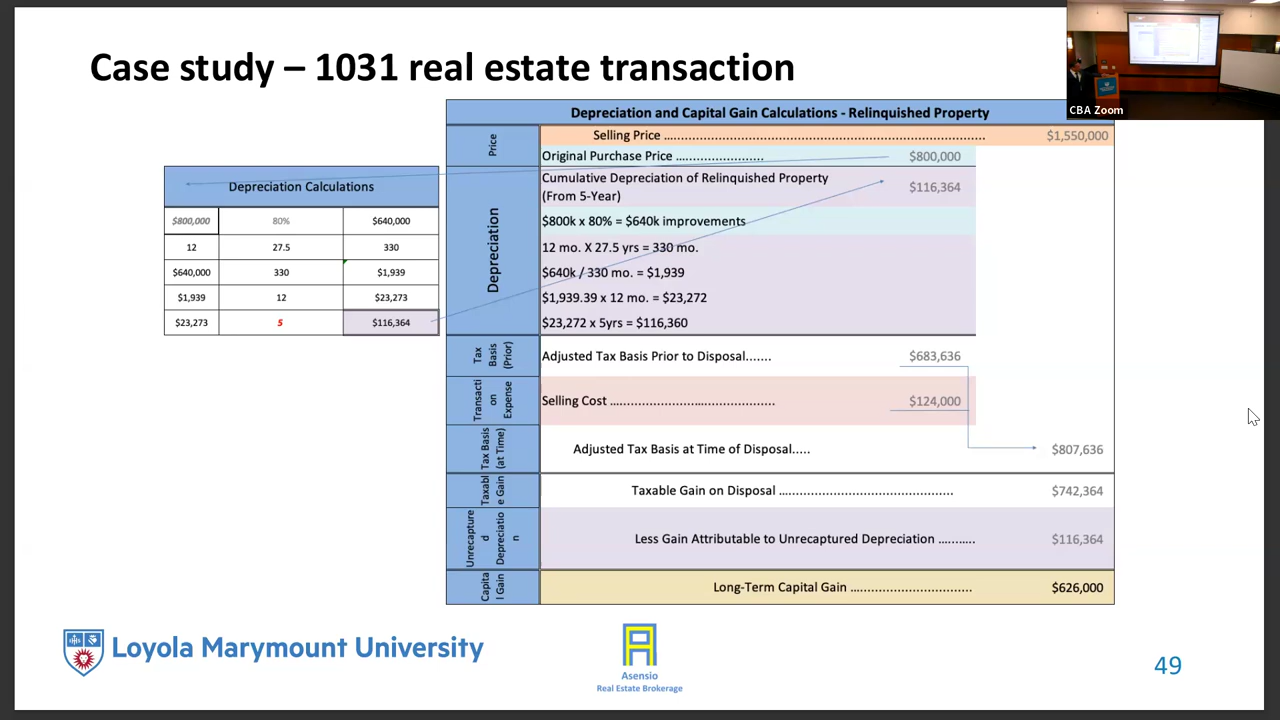 Case study – 1031 real estate transaction
CBA Zoom
Depreciation Calculations
$800,000 80% $640,000
12 27.5 330
$640,000 330 $1,939
$1,939 12 $23,273
$23,273 5 $116,364
Depreciation and Capital Gain Calculations - Relinquished Property
Price
Selling Price ........................................................................................ $1,550,000
Original Purchase Price ........................ $800,000
Depreciation
Cumulative Depreciation of Relinquished Property
(From 5-Year) $116,364
$800k x 80% = $640k improvements
12 mo. X 27.5 yrs = 330 mo.
$640k / 330 mo. = $1,939
$1,939.39 x 12 mo. = $23,272
$23,272 x 5yrs = $116,360
Tax
Basis
(Prior)
Adjusted Tax Basis Prior to Disposal....... $683,636
Transacti
on
Expense
Selling Cost ............................................. $124,000
Tax Basis
(at Time)
Adjusted Tax Basis at Time of Disposal..... $807,636
Taxabl
e Gain
Taxable Gain on Disposal ................................................ $742,364
Unrecapture
d
Depreciatio
n
Less Gain Attributable to Unrecaptured Depreciation .......... $116,364
Capita
l Gain
Long-Term Capital Gain ................................. $626,000
Loyola Marymount University
Asensio
Real Estate Brokerage
49